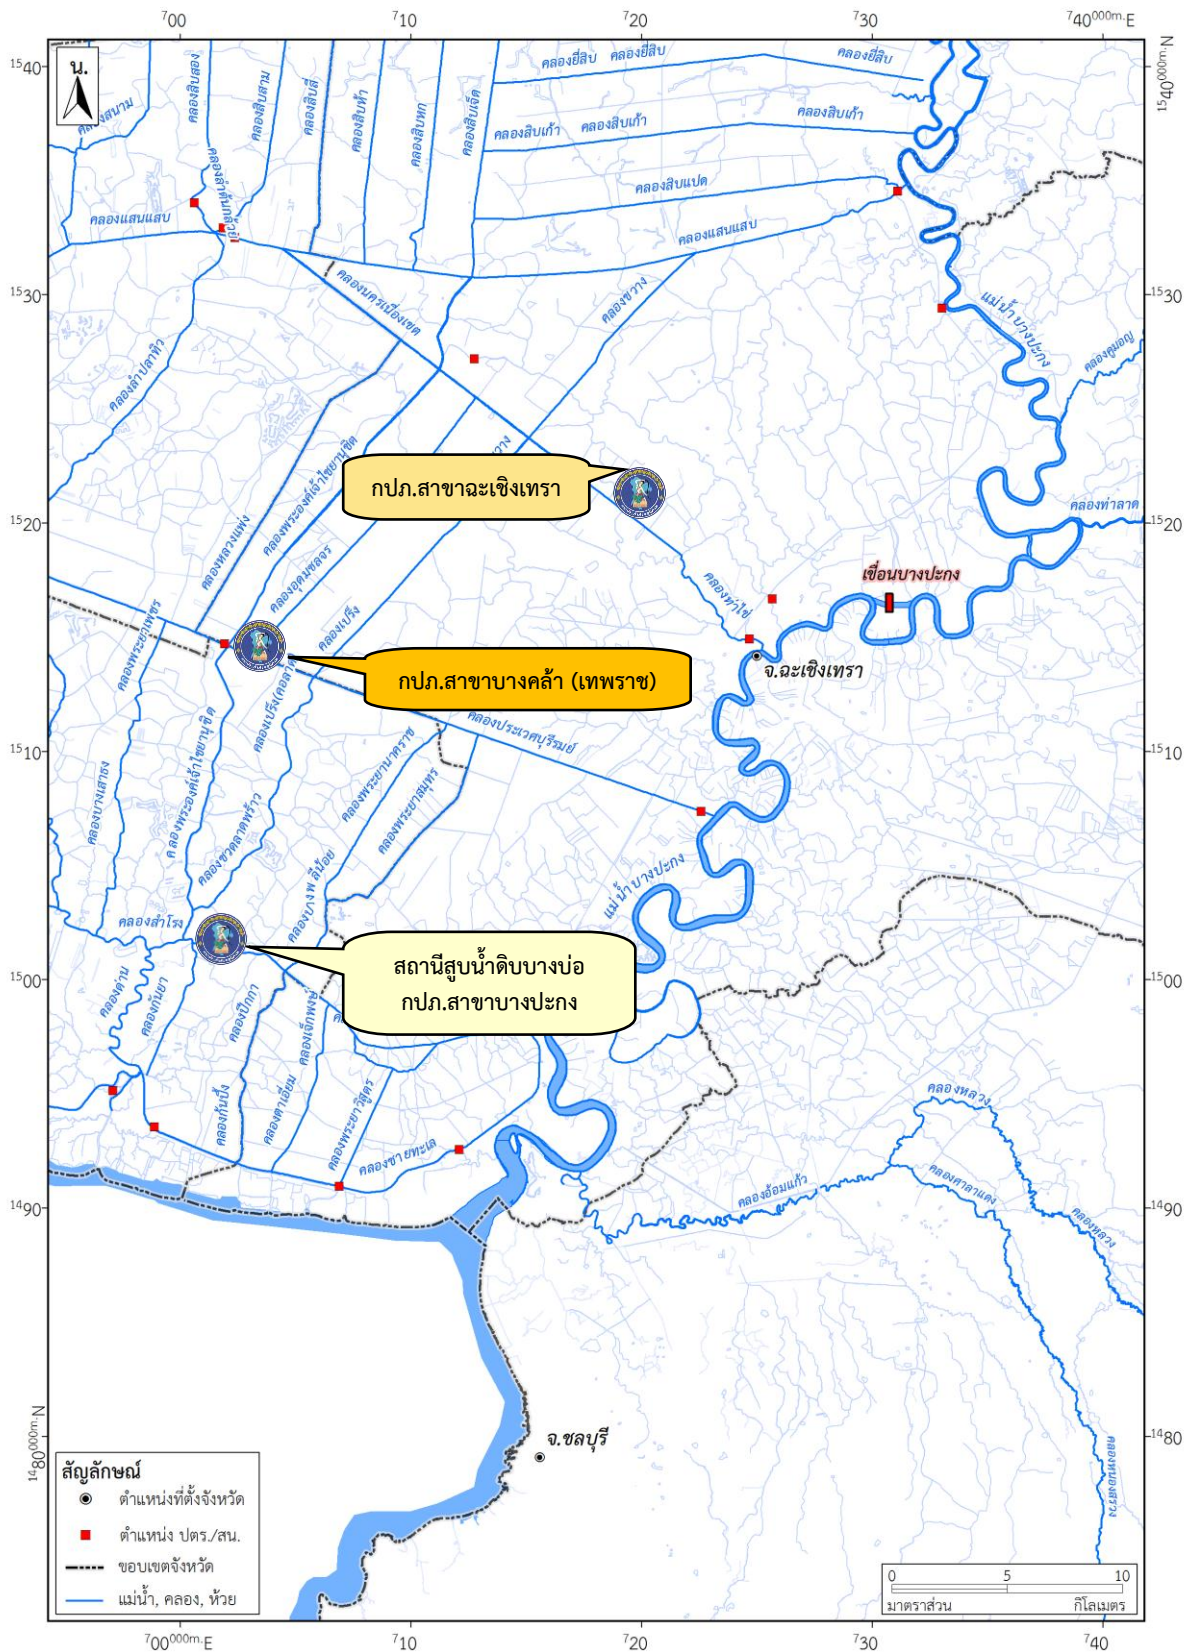 ⁷00
⁷10
⁷20
⁷30
⁷40⁰⁰⁰ᵐ·E
¹⁵40
¹⁵40⁰⁰⁰ᵐ·N
น.
คลองสิบสอง
คลองสิบสาม
คลองสิบสี่
คลองสิบห้า
คลองสิบหก
คลองสิบเจ็ด
คลองยี่สิบ
คลองยี่สิบ
คลองยี่สิบ
คลองสิบเก้า
คลองสิบเก้า
คลองสิบเก้า
คลองสิบแปด
คลองแสนแสบ
คลองแสนแสบ
คลองลำปลาทิว
คลองนครเนื่องเขต
คลองขวาง
¹⁵30
¹⁵30
แม่น้ำบางปะกง
คลองหลวงแพ่ง
คลองพระองค์เจ้าไชยานุชิต
คลองอุดมชลจร
คลองเปร็ง
กปภ.สาขาฉะเชิงเทรา
¹⁵20
¹⁵20
คลองท่าลาด
คลองท่าไข่
เขื่อนบางปะกง
จ.ฉะเชิงเทรา
กปภ.สาขาบางคล้า (เทพราช)
คลองประเวศบุรีรมย์
¹⁵10
¹⁵10
คลองพระยาเพชร
คลองบางเสาธง
คลองพระองค์เจ้าไชยานุชิต
คลองชวดลาดพร้าว
คลองพระยานาคราช
คลองพระยาสมุทร
คลองบางพลีน้อย
แม่น้ำบางปะกง
คลองสำโรง
สถานีสูบน้ำดิบบางบ่อ
กปภ.สาขาบางปะกง
¹⁵00
¹⁵00
คลองด่าน
คลองกันยา
คลองปีกกา
คลองเจ็กพงษ์
คลองกันปึง
คลองตาเอี่ยม
คลองพระยาวิสูตร
คลองชายทะเล
คลองหลวง
คลองอ้อมแก้ว
คลองศาลาแดง
คลองหลวง
¹⁴90
¹⁴90
จ.ชลบุรี
¹⁴80⁰⁰⁰ᵐ·N
¹⁴80
สัญลักษณ์
ตำแหน่งที่ตั้งจังหวัด
ตำแหน่ง ปตร./สน.
ขอบเขตจังหวัด
แม่น้ำ, คลอง, ห้วย
0 5 10
มาตราส่วน กิโลเมตร
⁷00⁰⁰⁰ᵐ·E
⁷10
⁷20
⁷30
⁷40